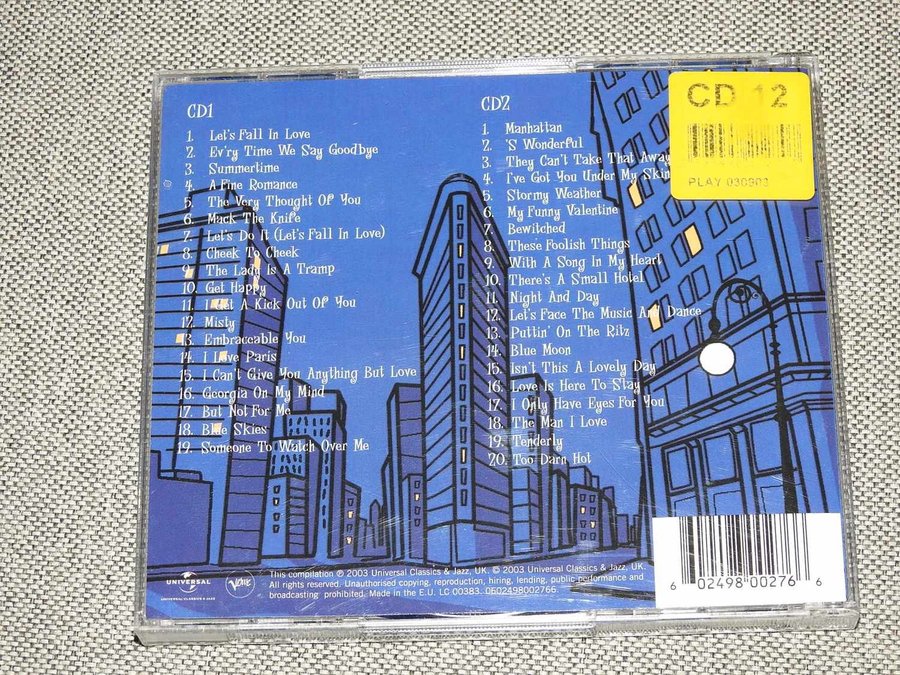 CD1
1. Let's Fall In Love
2. Ev'ry Time We Say Goodbye
3. Summertime
4. A Fine Romance
5. The Very Thought Of You
6. Mack The Knife
7. Let's Do It (Let's Fall In Love)
8. Cheek To Cheek
9. The Lady Is A Tramp
10. Get Happy
11. I Get A Kick Out Of You
12. Misty
13. Embraceable You
14. I Love Paris
15. I Can't Give You Anything But Love
16. Georgia On My Mind
17. But Not For Me
18. Blue Skies
19. Someone To Watch Over Me
CD2
1. Manhattan
2. 'S Wonderful
3. They Can't Take That Away
4. I've Got You Under My Skin
5. Stormy Weather
6. My Funny Valentine
7. Bewitched
8. These Foolish Things
9. With A Song In My Heart
10. There's A Small Hotel
11. Night And Day
12. Let's Face The Music And Dance
13. Puttin' On The Ritz
14. Blue Moon
15. Isn't This A Lovely Day
16. Love Is Here To Stay
17. I Only Have Eyes For You
18. The Man I Love
19. Tenderly
20. Too Darn Hot
CD 12
PLAY 030903
UNIVERSAL
UNIVERSAL CLASSICS & JAZZ
Verve
This compilation ℗ 2003 Universal Classics & Jazz, UK. © 2003 Universal Classics & Jazz, UK.
All rights reserved. Unauthorised copying, reproduction, hiring, lending, public performance and
broadcasting prohibited. Made in the E.U. LC 00383. 0602498002766.
6 02498 00276 6